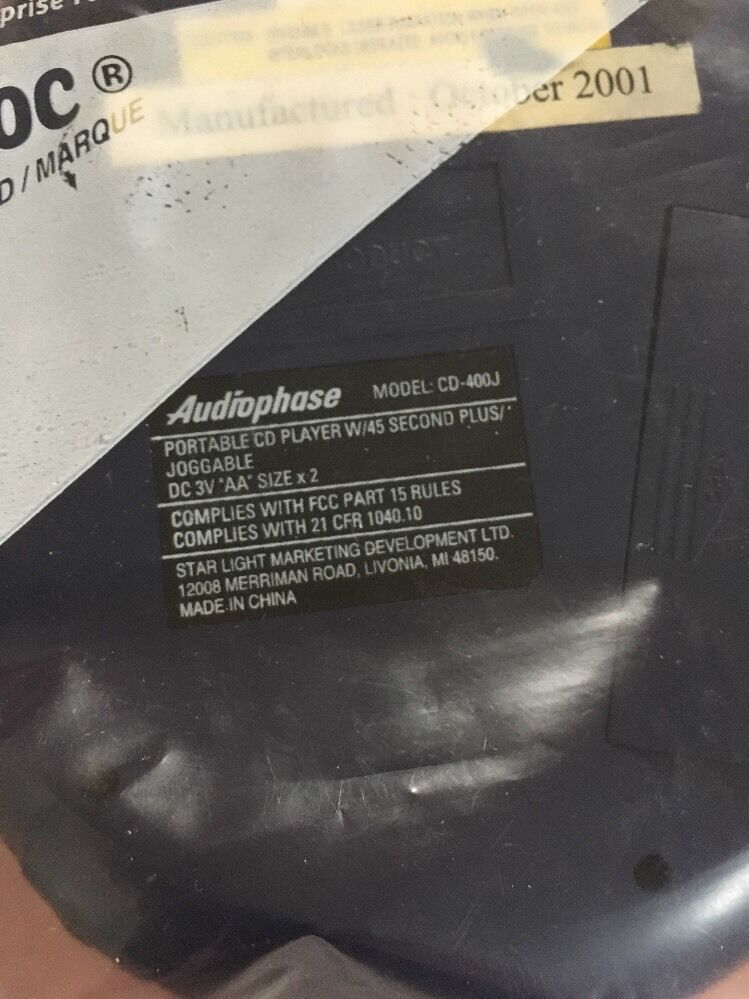 prise
OC ®
D / MARQUE
Manufactured : October 2001
Audiophase MODEL: CD-400J
PORTABLE CD PLAYER W/45 SECOND PLUS/
JOGGABLE
DC 3V "AA" SIZE x 2
COMPLIES WITH FCC PART 15 RULES
COMPLIES WITH 21 CFR 1040.10
STAR LIGHT MARKETING DEVELOPMENT LTD.
12008 MERRIMAN ROAD, LIVONIA, MI 48150.
MADE IN CHINA
OPEN